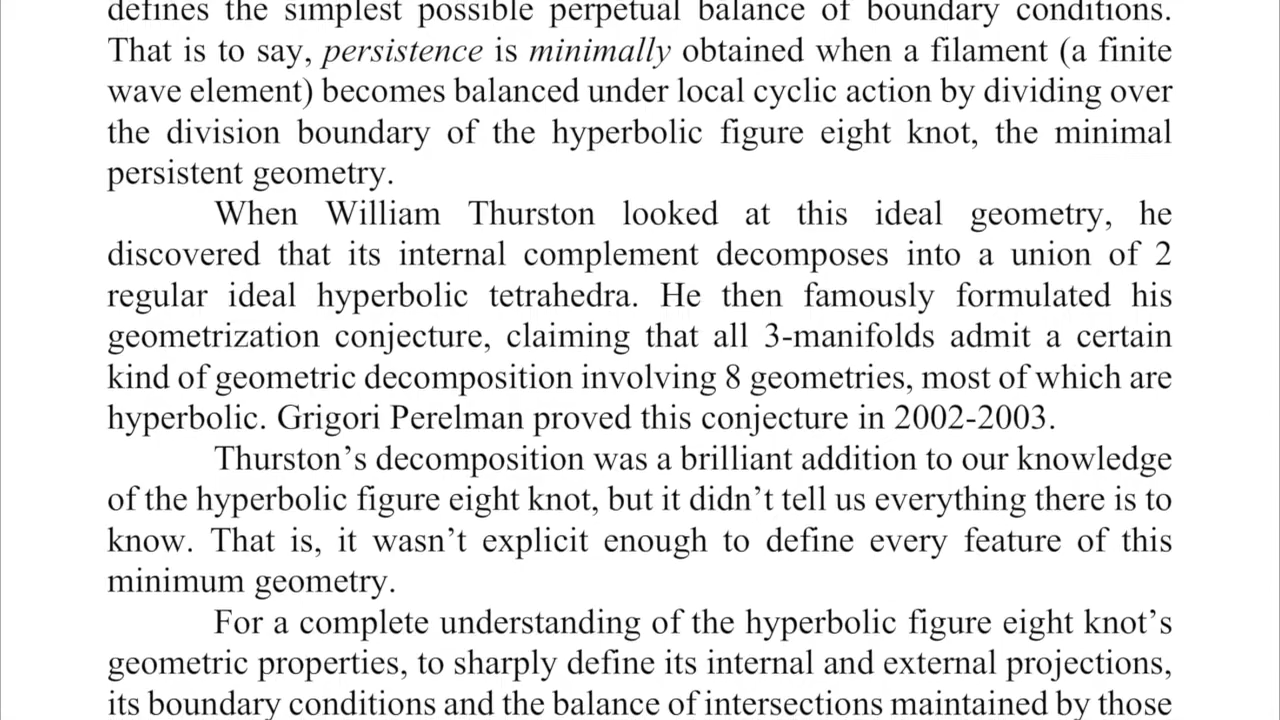 defines the simplest possible perpetual balance of boundary conditions.
That is to say, persistence is minimally obtained when a filament (a finite
wave element) becomes balanced under local cyclic action by dividing over
the division boundary of the hyperbolic figure eight knot, the minimal
persistent geometry.
When William Thurston looked at this ideal geometry, he
discovered that its internal complement decomposes into a union of 2
regular ideal hyperbolic tetrahedra. He then famously formulated his
geometrization conjecture, claiming that all 3-manifolds admit a certain
kind of geometric decomposition involving 8 geometries, most of which are
hyperbolic. Grigori Perelman proved this conjecture in 2002-2003.
Thurston’s decomposition was a brilliant addition to our knowledge
of the hyperbolic figure eight knot, but it didn’t tell us everything there is to
know. That is, it wasn’t explicit enough to define every feature of this
minimum geometry.
For a complete understanding of the hyperbolic figure eight knot’s
geometric properties, to sharply define its internal and external projections,
its boundary conditions and the balance of intersections maintained by those